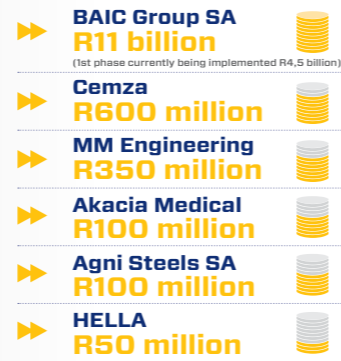 BAIC Group SA
R11 billion
(1st phase currently being implemented R4,5 billion)
Cemza
R600 million
MM Engineering
R350 million
Akacia Medical
R100 million
Agni Steels SA
R100 million
HELLA
R50 million